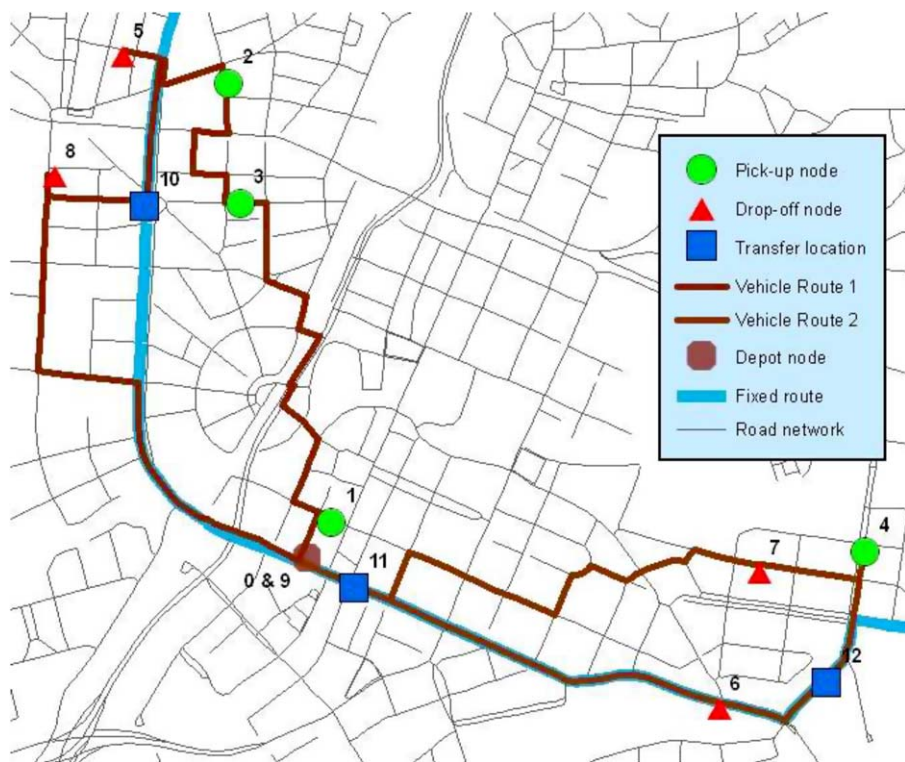 5
2
8
10
3
Pick-up node
Drop-off node
Transfer location
Vehicle Route 1
Vehicle Route 2
Depot node
Fixed route
Road network
1
4
11
7
0 & 9
12
6